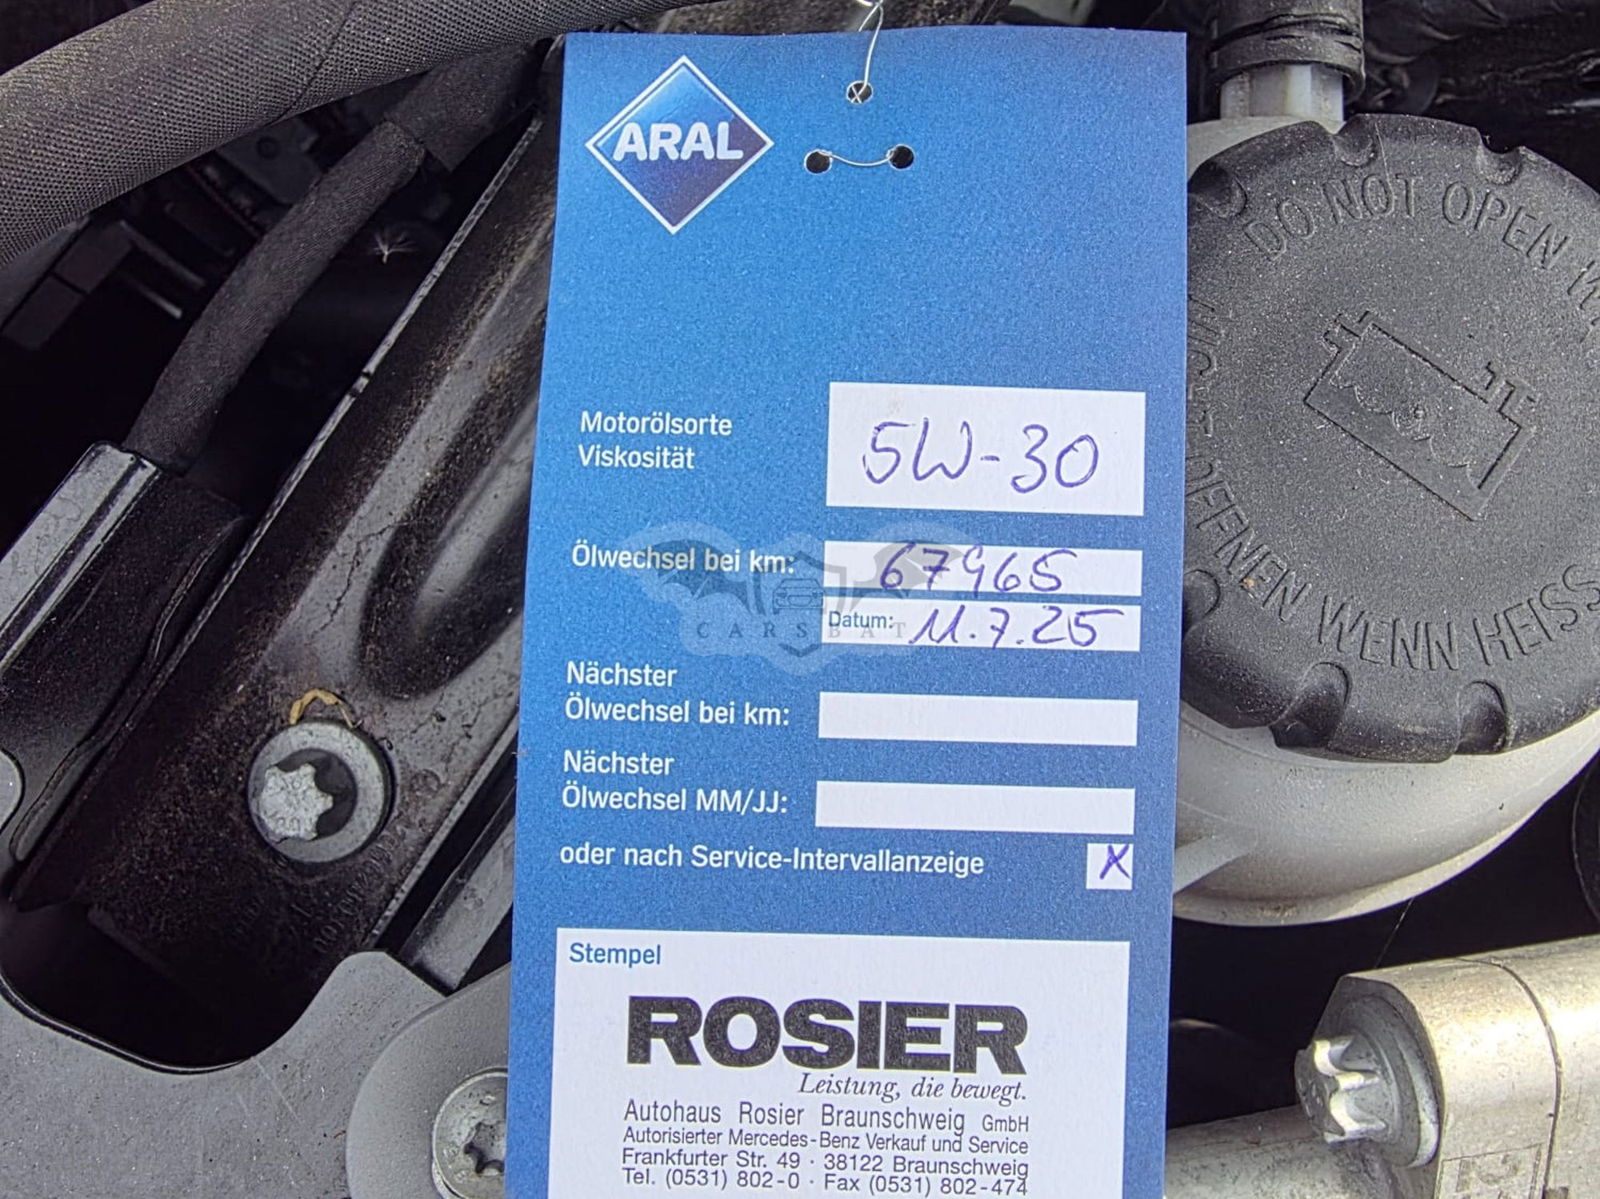 ARAL
DO NOT OPEN W
Motorölsorte
Viskosität
5W-30
Ölwechsel bei km: 67965
CARSBAT
Datum: 11.7.25
Nächster
Ölwechsel bei km:
Nächster
Ölwechsel MM/JJ:
oder nach Service-Intervallanzeige X
NICHT ÖFFNEN WENN HEISS
Stempel
ROSIER
Leistung, die bewegt.
Autohaus Rosier Braunschweig GmbH
Autorisierter Mercedes-Benz Verkauf und Service
Frankfurter Str. 49 · 38122 Braunschweig
Tel. (0531) 802-0 · Fax (0531) 802-474